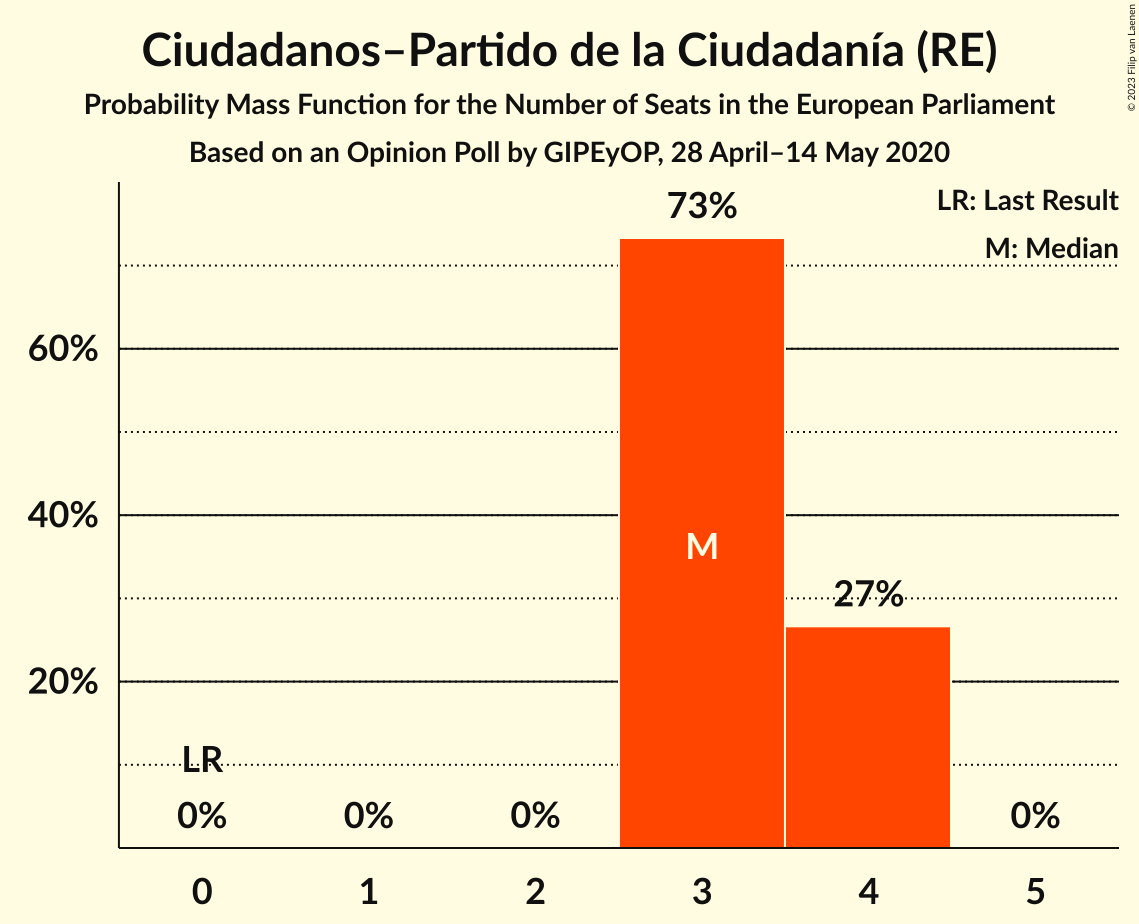 Ciudadanos–Partido de la Ciudadanía (RE)
Probability Mass Function for the Number of Seats in the European Parliament
Based on an Opinion Poll by GIPEyOP, 28 April–14 May 2020
© 2023 Filip van Laenen
LR: Last Result
M: Median
73%
60%
40%
M
27%
20%
LR
0% 0% 0% 0%
0 1 2 3 4 5